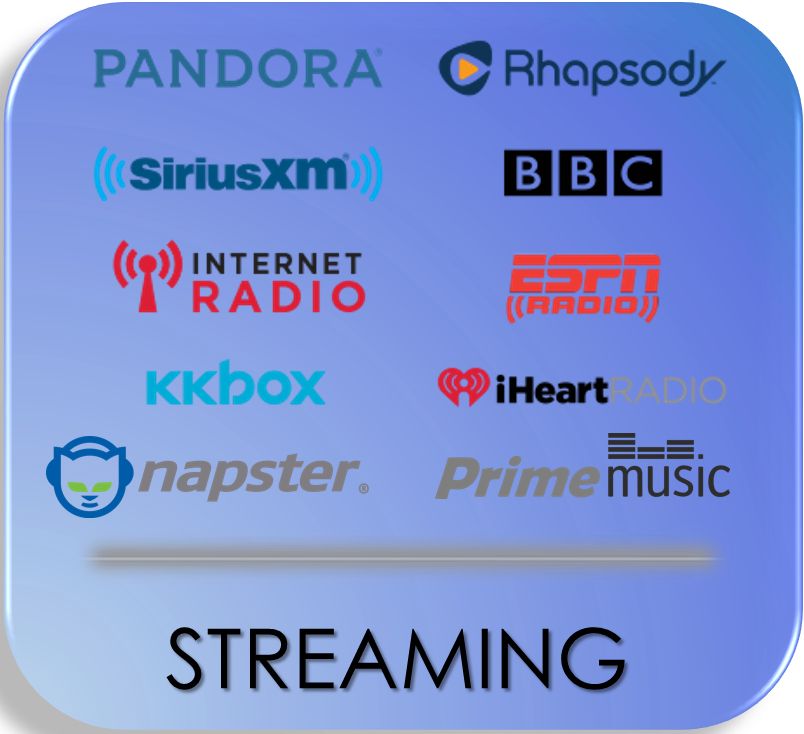 PANDORA®
Rhapsody
((SiriusXM®))
BBC
INTERNET
RADIO
ESPN
((RADIO))
KKBOX
iHeartRADIO
napster®
Prime music
STREAMING